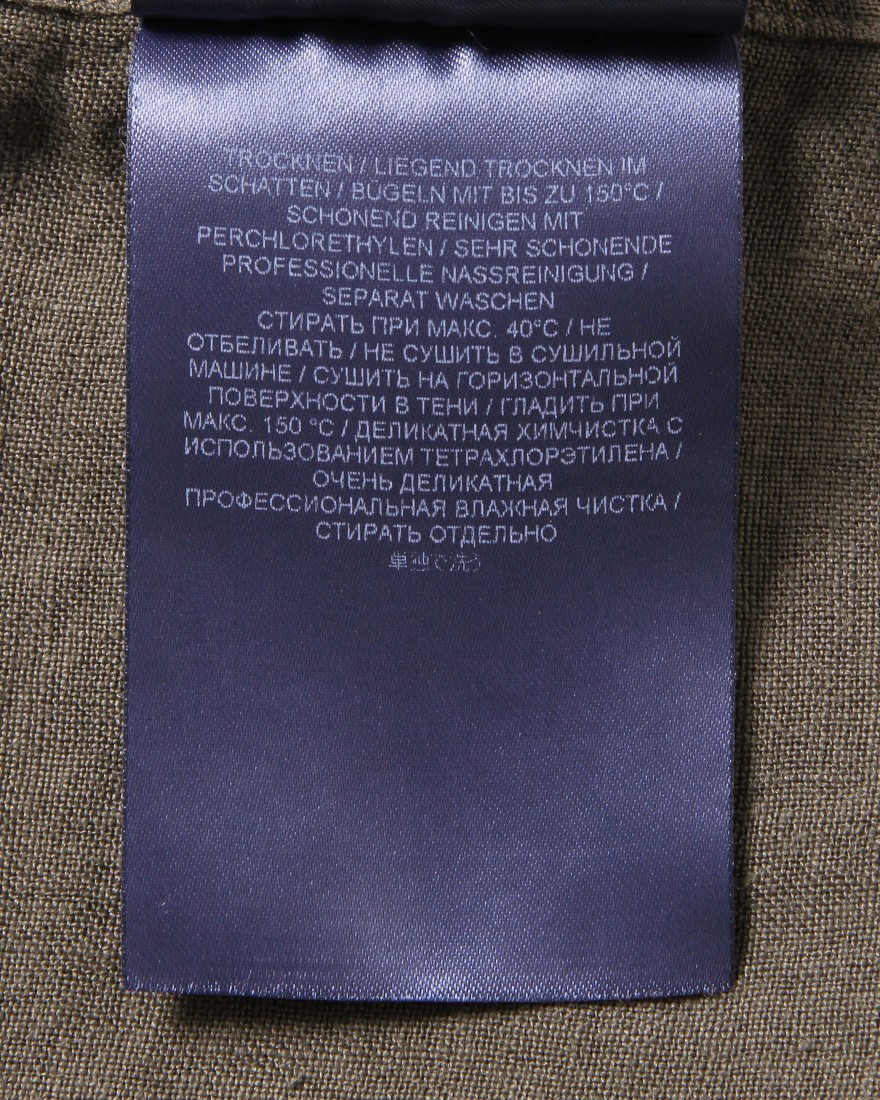 TROCKNEN / LIEGEND TROCKNEN IM
SCHATTEN / BÜGELN MIT BIS ZU 150°C /
SCHONEND REINIGEN MIT
PERCHLORETHYLEN / SEHR SCHONENDE
PROFESSIONELLE NASSREINIGUNG /
SEPARAT WASCHEN
СТИРАТЬ ПРИ МАКС. 40°C / НЕ
ОТБЕЛИВАТЬ / НЕ СУШИТЬ В СУШИЛЬНОЙ
МАШИНЕ / СУШИТЬ НА ГОРИЗОНТАЛЬНОЙ
ПОВЕРХНОСТИ В ТЕНИ / ГЛАДИТЬ ПРИ
МАКС. 150 °C / ДЕЛИКАТНАЯ ХИМЧИСТКА С
ИСПОЛЬЗОВАНИЕМ ТЕТРАХЛОРЭТИЛЕНА /
ОЧЕНЬ ДЕЛИКАТНАЯ
ПРОФЕССИОНАЛЬНАЯ ВЛАЖНАЯ ЧИСТКА /
СТИРАТЬ ОТДЕЛЬНО
単独で洗う